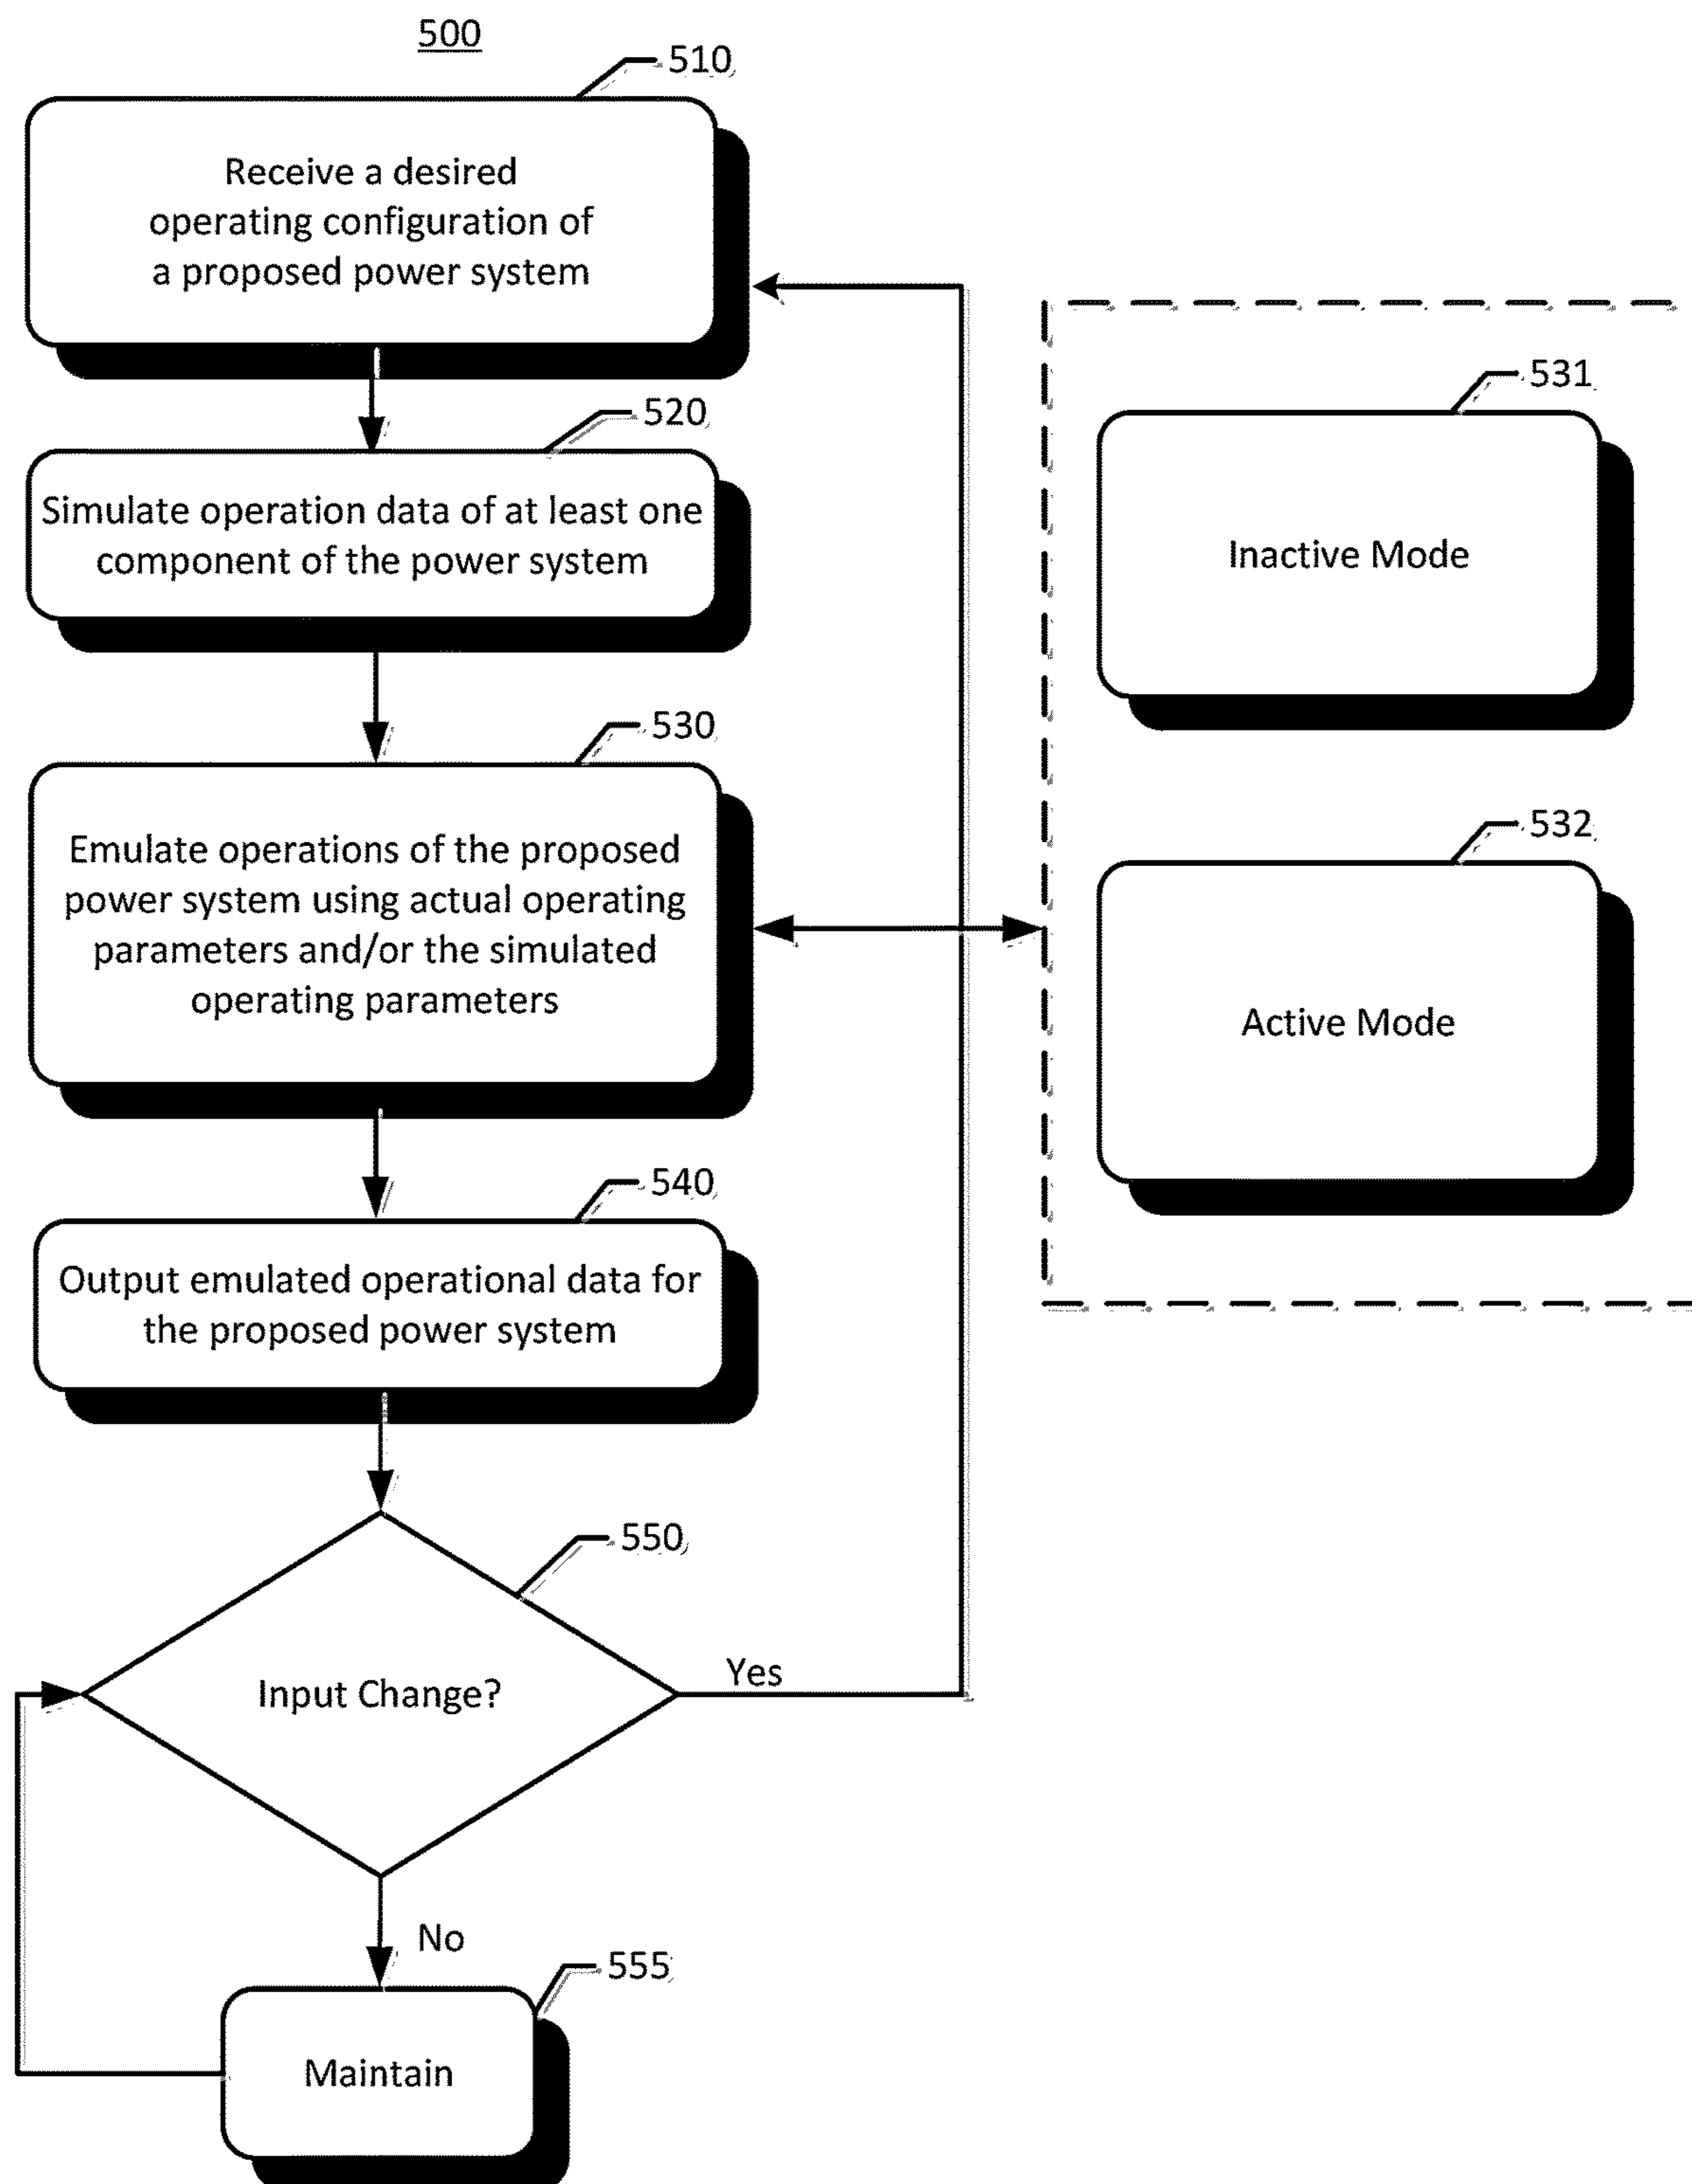 500
510
Receive a desired
operating configuration of
a proposed power system
520
Simulate operation data of at least one
component of the power system
530
Emulate operations of the proposed
power system using actual operating
parameters and/or the simulated
operating parameters
531
Inactive Mode
532
Active Mode
540
Output emulated operational data for
the proposed power system
550
Input Change?
Yes
No
555
Maintain